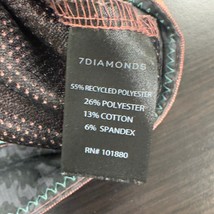 7DIAMONDS
55% RECYCLED POLYESTER
26% POLYESTER
13% COTTON
6% SPANDEX
RN# 101880